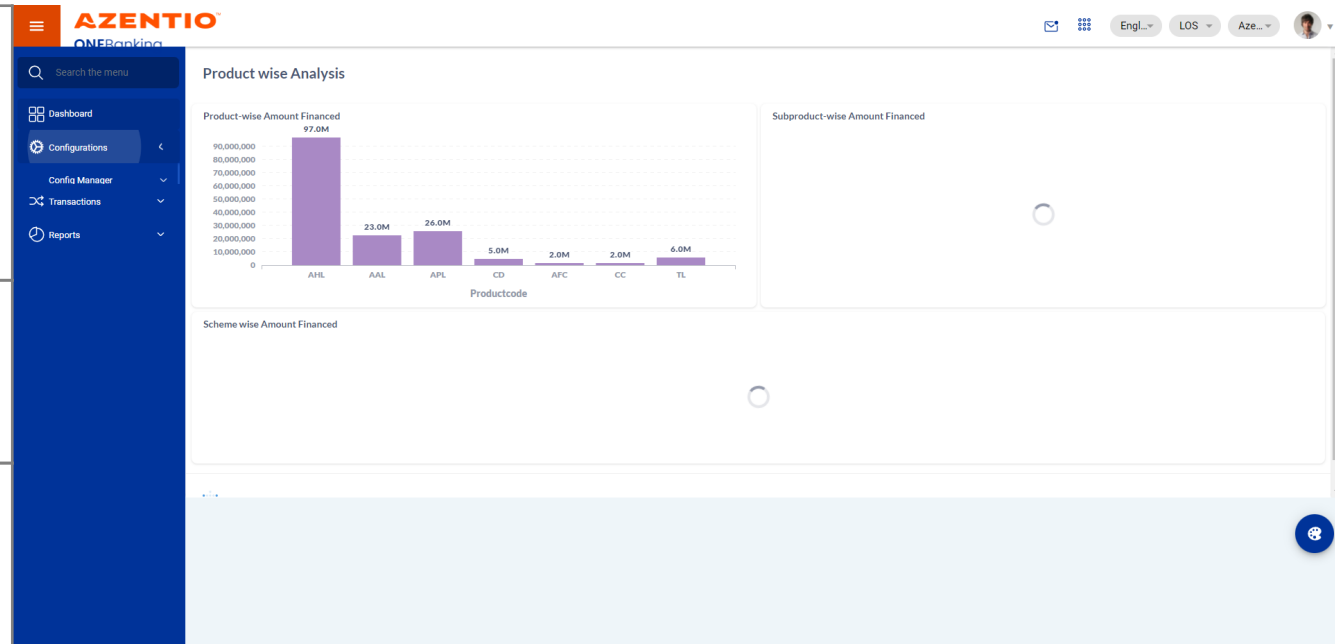 AZENTIO
ONEBanking
Engl...
LOS
Aze...
Search the menu
Dashboard
Configurations
Config Manager
Transactions
Reports
Product wise Analysis
Product-wise Amount Financed
97.0M
90,000,000
80,000,000
70,000,000
60,000,000
50,000,000
40,000,000
30,000,000
20,000,000
10,000,000
0
23.0M
26.0M
5.0M
2.0M
2.0M
6.0M
AHL AAL APL CD AFC CC TL
Productcode
Subproduct-wise Amount Financed
Scheme wise Amount Financed